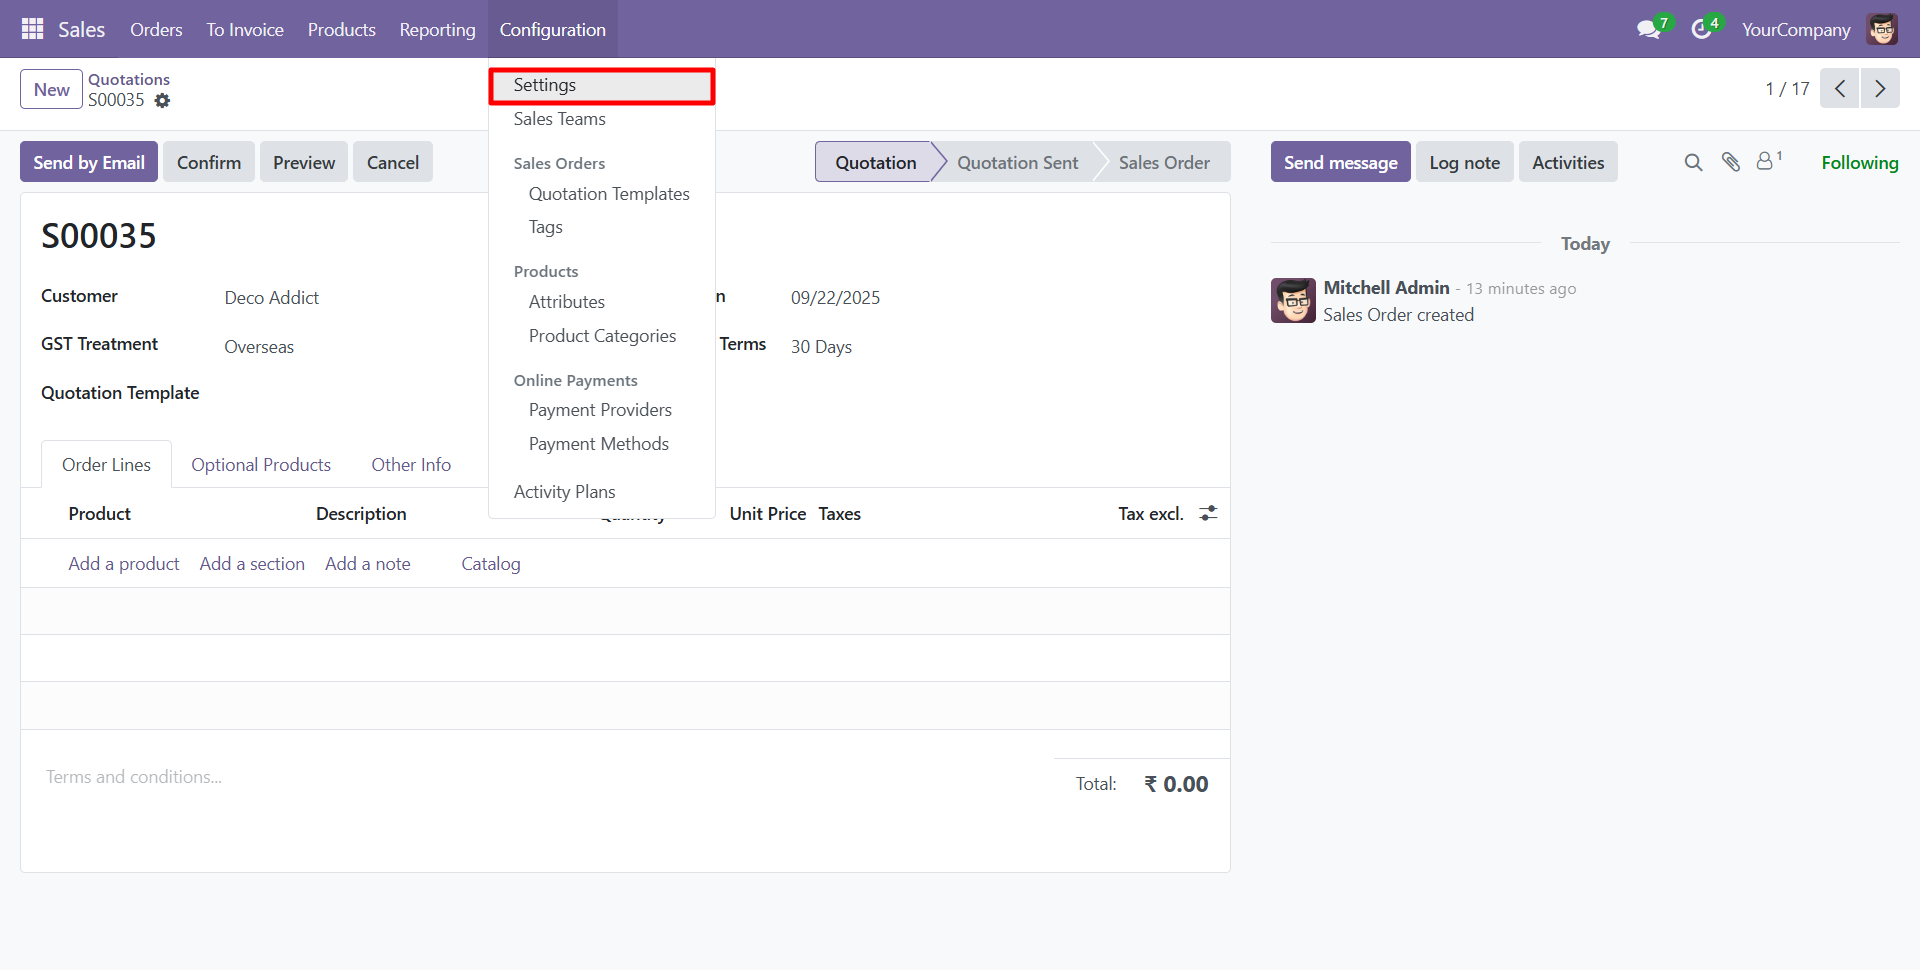 Sales Orders To Invoice Products Reporting Configuration 7 4 YourCompany
New Quotations
S00035
1 / 17
Settings
Sales Teams
Sales Orders
Quotation Templates
Tags
Products
Attributes
Product Categories
Online Payments
Payment Providers
Payment Methods
Activity Plans
Send by Email Confirm Preview Cancel
Quotation Quotation Sent Sales Order
Send message Log note Activities 1 Following
S00035
Customer Deco Addict
n 09/22/2025
GST Treatment Overseas
Terms 30 Days
Quotation Template
Order Lines Optional Products Other Info
Product Description Unit Price Taxes Tax excl.
Add a product Add a section Add a note Catalog
Terms and conditions...
Total: ₹ 0.00
Today
Mitchell Admin - 13 minutes ago
Sales Order created